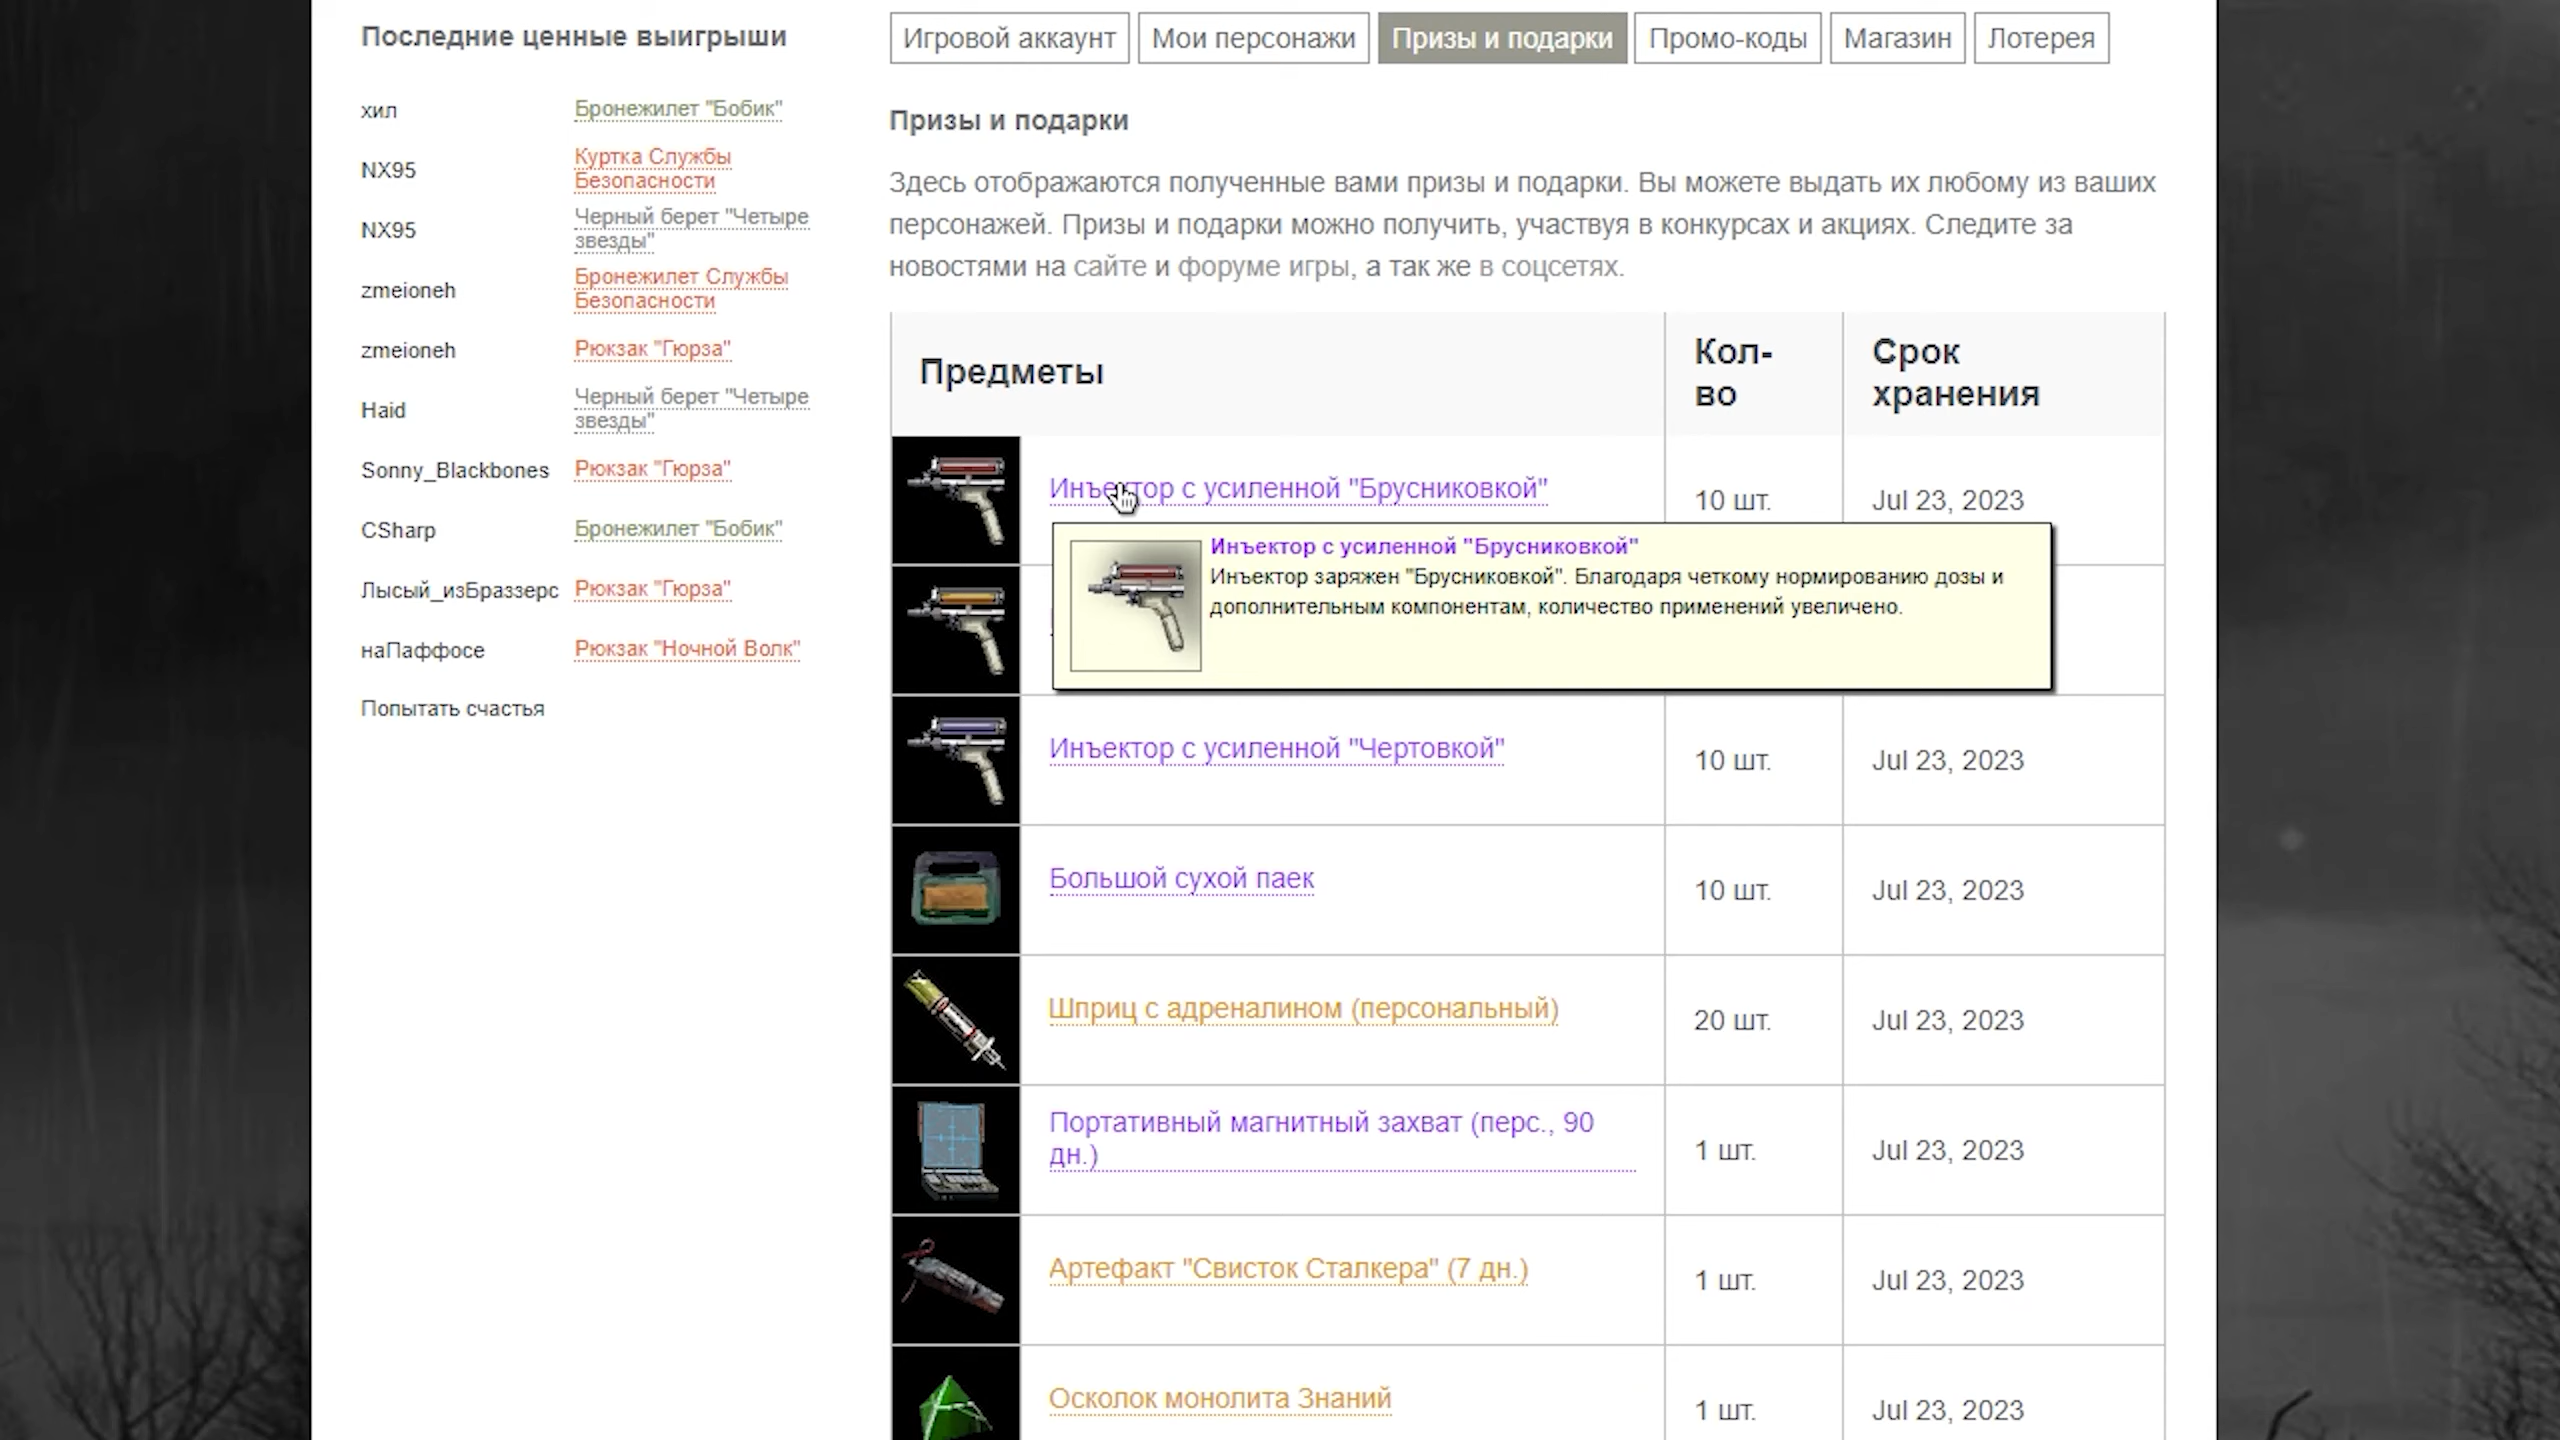 Последние ценные выигрыши
хил Бронежилет "Бобик"
NX95 Куртка Службы
Безопасности
NX95 Черный берет "Четыре
звезды"
zmeioneh Бронежилет Службы
Безопасности
zmeioneh Рюкзак "Гюрза"
Haid Черный берет "Четыре
звезды"
Sonny_Blackbones Рюкзак "Гюрза"
CSharp Бронежилет "Бобик"
Лысый_изБраззерс Рюкзак "Гюрза"
наПаффосе Рюкзак "Ночной Волк"
Попытать счастья
Игровой аккаунт Мои персонажи Призы и подарки Промо-коды Магазин Лотерея
Призы и подарки
Здесь отображаются полученные вами призы и подарки. Вы можете выдать их любому из ваших
персонажей. Призы и подарки можно получить, участвуя в конкурсах и акциях. Следите за
новостями на сайте и форуме игры, а так же в соцсетях.
Предметы Кол-
во Срок
хранения
Инъектор с усиленной "Брусниковкой" 10 шт. Jul 23, 2023
Инъектор с усиленной "Брусниковкой"
Инъектор заряжен "Брусниковкой". Благодаря четкому нормированию дозы и
дополнительным компонентам, количество применений увеличено.
Инъектор с усиленной "Чертовкой" 10 шт. Jul 23, 2023
Большой сухой паек 10 шт. Jul 23, 2023
Шприц с адреналином (персональный) 20 шт. Jul 23, 2023
Портативный магнитный захват (перс., 90
дн.) 1 шт. Jul 23, 2023
Артефакт "Свисток Сталкера" (7 дн.) 1 шт. Jul 23, 2023
Осколок монолита Знаний 1 шт. Jul 23, 2023